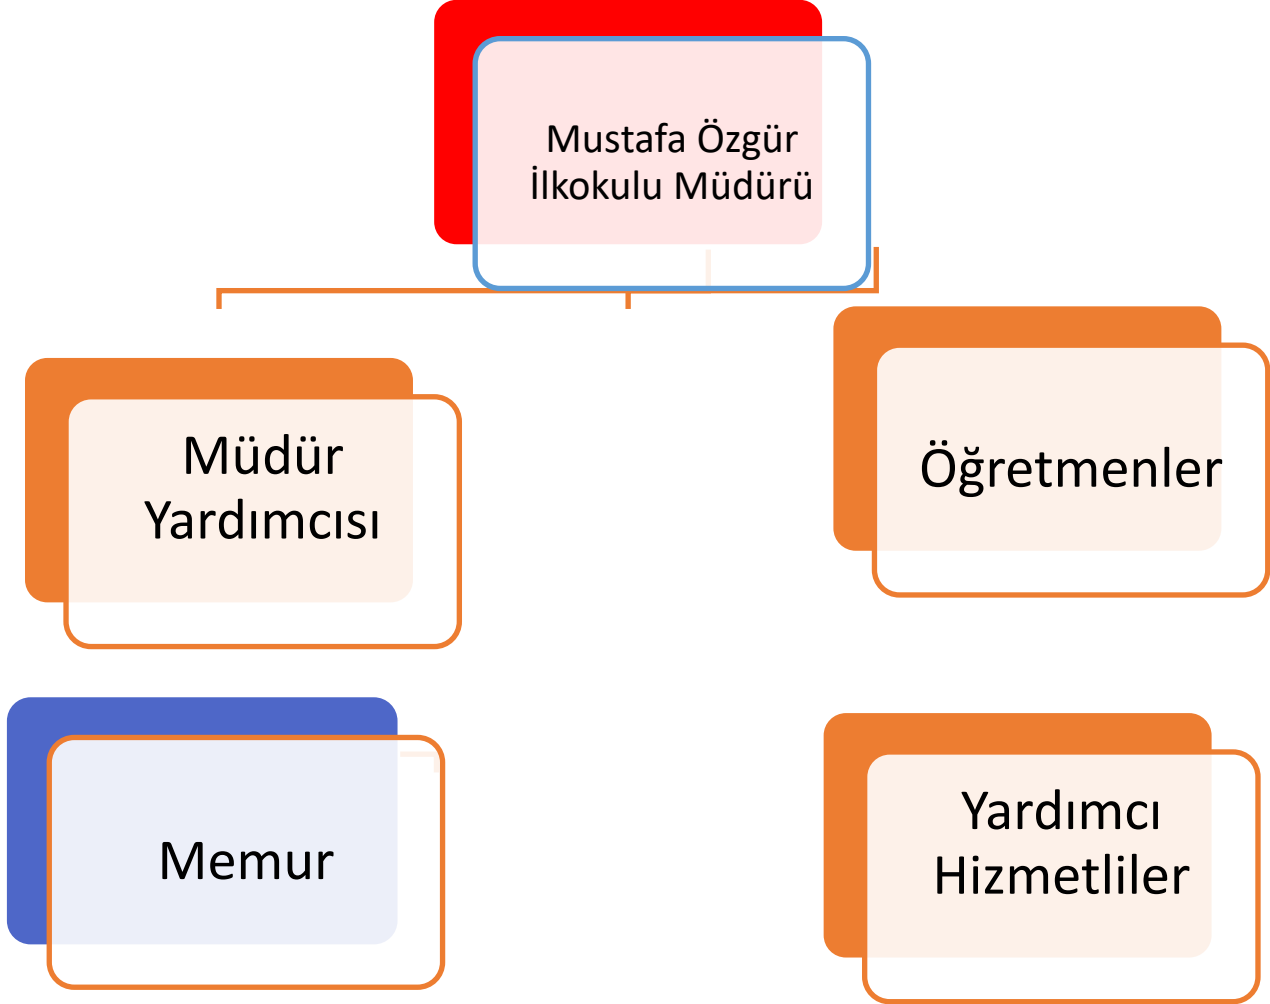 Mustafa Özgür
İlkokulu Müdürü
Müdür
Yardımcısı
Öğretmenler
Memur
Yardımcı
Hizmetliler